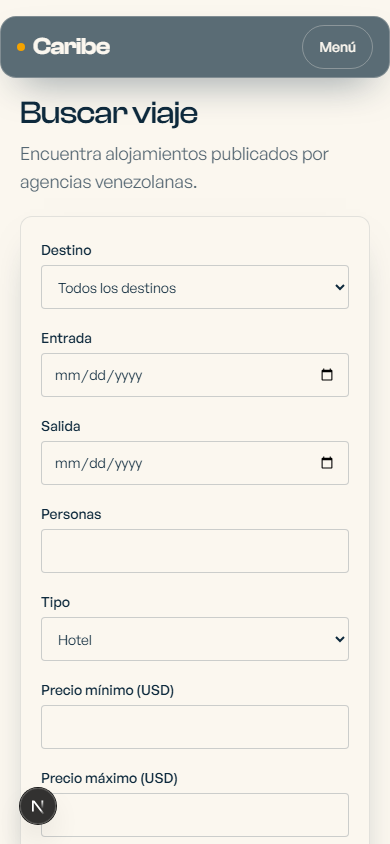 Caribe
Menú
Buscar viaje
Encuentra alojamientos publicados por
agencias venezolanas.
Destino
Todos los destinos
Entrada
mm/dd/yyyy
Salida
mm/dd/yyyy
Personas
Tipo
Hotel
Precio mínimo (USD)
Precio máximo (USD)
N